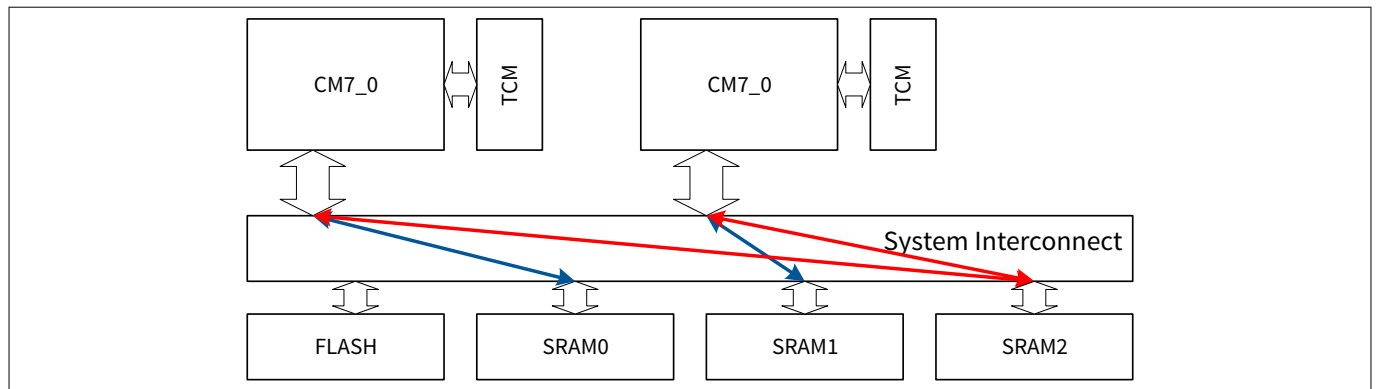 CM7_0
TCM
CM7_0
TCM
System Interconnect
FLASH
SRAM0
SRAM1
SRAM2